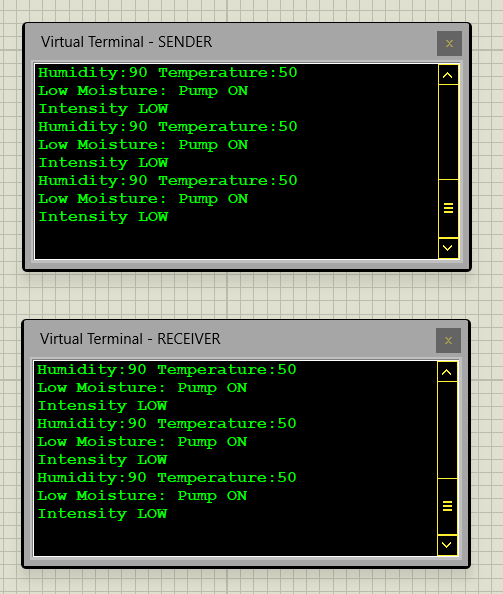 Virtual Terminal - SENDER
x
Humidity:90 Temperature:50
Low Moisture: Pump ON
Intensity LOW
Humidity:90 Temperature:50
Low Moisture: Pump ON
Intensity LOW
Humidity:90 Temperature:50
Low Moisture: Pump ON
Intensity LOW
Virtual Terminal - RECEIVER
x
Humidity:90 Temperature:50
Low Moisture: Pump ON
Intensity LOW
Humidity:90 Temperature:50
Low Moisture: Pump ON
Intensity LOW
Humidity:90 Temperature:50
Low Moisture: Pump ON
Intensity LOW